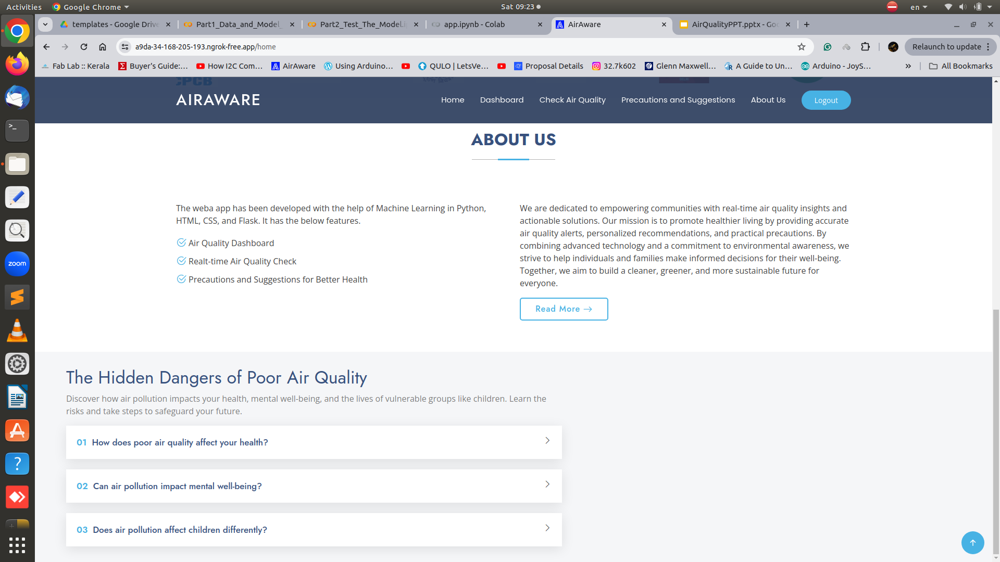 Activities Google Chrome Sat 09:23 en
templates - Google Drive Part1_Data_and_Model_ Part2_Test_The_Model.i app.ipynb - Colab AirAware AirQualityPPT.pptx - Goo
a9da-34-168-205-193.ngrok-free.app/home Relaunch to update
Fab Lab :: Kerala Buyer's Guide:... How I2C Com... AirAware Using Arduino... QULO | LetsVe... Proposal Details 32.7k602 Glenn Maxwell... A Guide to Un... Arduino - JoyS... » All Bookmarks
AIRAWARE Home Dashboard Check Air Quality Precautions and Suggestions About Us Logout
ABOUT US
The weba app has been developed with the help of Machine Learning in Python,
HTML, CSS, and Flask. It has the below features.
Air Quality Dashboard
Realt-time Air Quality Check
Precautions and Suggestions for Better Health
We are dedicated to empowering communities with real-time air quality insights and
actionable solutions. Our mission is to promote healthier living by providing accurate
air quality alerts, personalized recommendations, and practical precautions. By
combining advanced technology and a commitment to environmental awareness, we
strive to help individuals and families make informed decisions for their well-being.
Together, we aim to build a cleaner, greener, and more sustainable future for
everyone.
Read More →
The Hidden Dangers of Poor Air Quality
Discover how air pollution impacts your health, mental well-being, and the lives of vulnerable groups like children. Learn the
risks and take steps to safeguard your future.
01 How does poor air quality affect your health?
02 Can air pollution impact mental well-being?
03 Does air pollution affect children differently?
zoom